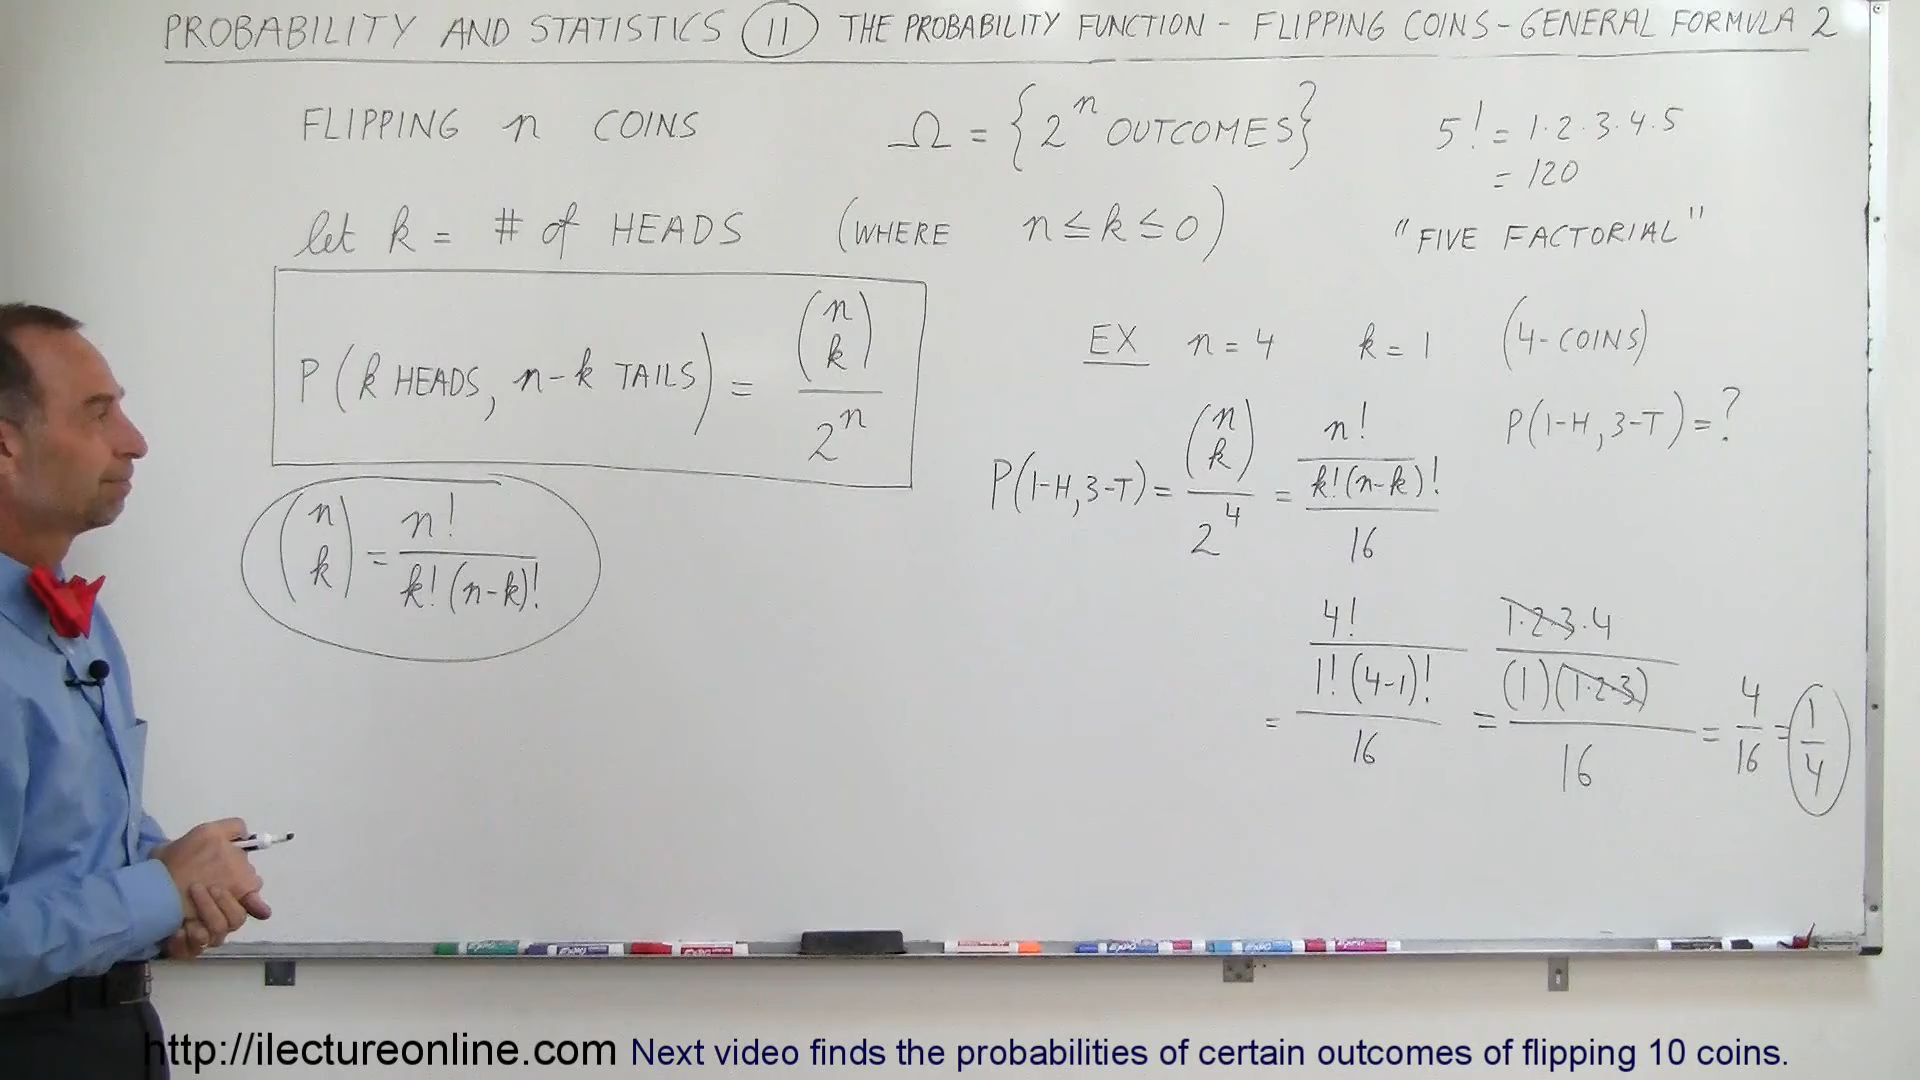 PROBABILITY AND STATISTICS 11 THE PROBABILITY FUNCTION - FLIPPING COINS - GENERAL FORMULA 2
FLIPPING n COINS
Ω = {2^n OUTCOMES}
5! = 1·2·3·4·5
= 120
"FIVE FACTORIAL"
let k = # of HEADS (WHERE n ≤ k ≤ 0)
P(k HEADS, n-k TAILS) = (n k) / 2^n
(n k) = n! / k!(n-k)!
EX n = 4 k = 1 (4-COINS)
P(1-H, 3-T) = ?
P(1-H, 3-T) = (n k) / 2^4 = n! / k!(n-k)! / 16
= 4! / 1!(4-1)! / 16 = 1·2·3·4 / (1)(1·2·3) / 16 = 4/16 = 1/4
http://ilectureonline.com Next video finds the probabilities of certain outcomes of flipping 10 coins.